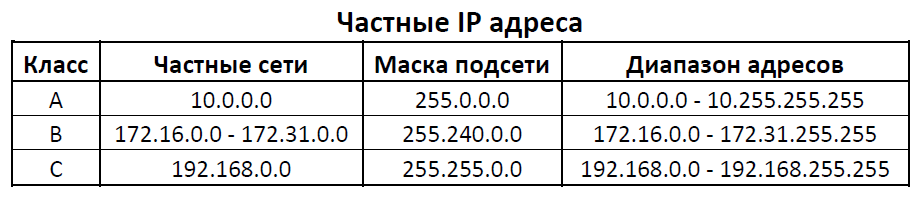 Частные IP адреса
Класс Частные сети Маска подсети Диапазон адресов
A 10.0.0.0 255.0.0.0 10.0.0.0 - 10.255.255.255
B 172.16.0.0 - 172.31.0.0 255.240.0.0 172.16.0.0 - 172.31.255.255
C 192.168.0.0 255.255.0.0 192.168.0.0 - 192.168.255.255